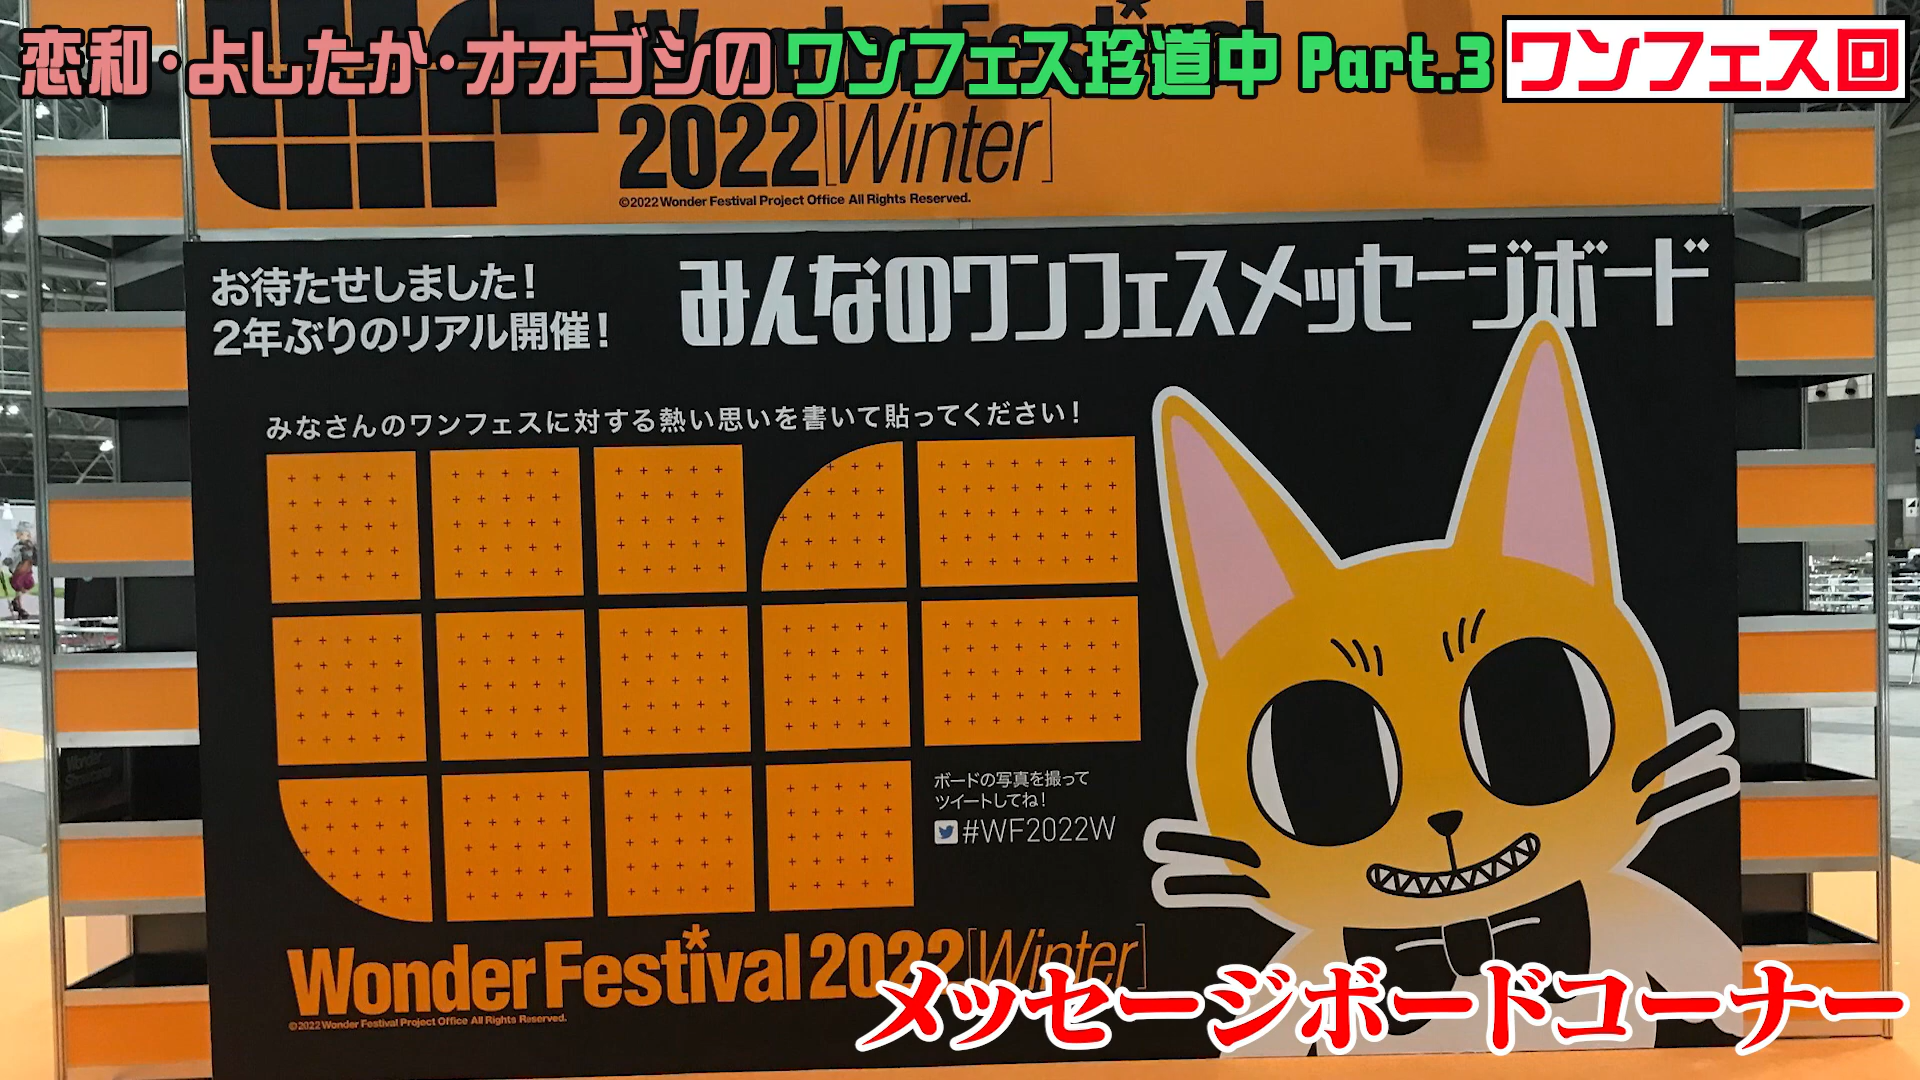 恋和・よしたか・オオゴシのワンフェス珍道中 Part.3 ワンフェス回
Wonder Festival
2022[Winter]
©2022 Wonder Festival Project Office All Rights Reserved.
お待たせしました！
2年ぶりのリアル開催！
みんなのワンフェスメッセージボード
みなさんのワンフェスに対する熱い思いを書いて貼ってください！
ボードの写真を撮って
ツイートしてね！
#WF2022W
Wonder Festival 2022[Winter]
©2022 Wonder Festival Project Office All Rights Reserved.
メッセージボードコーナー
Wonder
Showcase